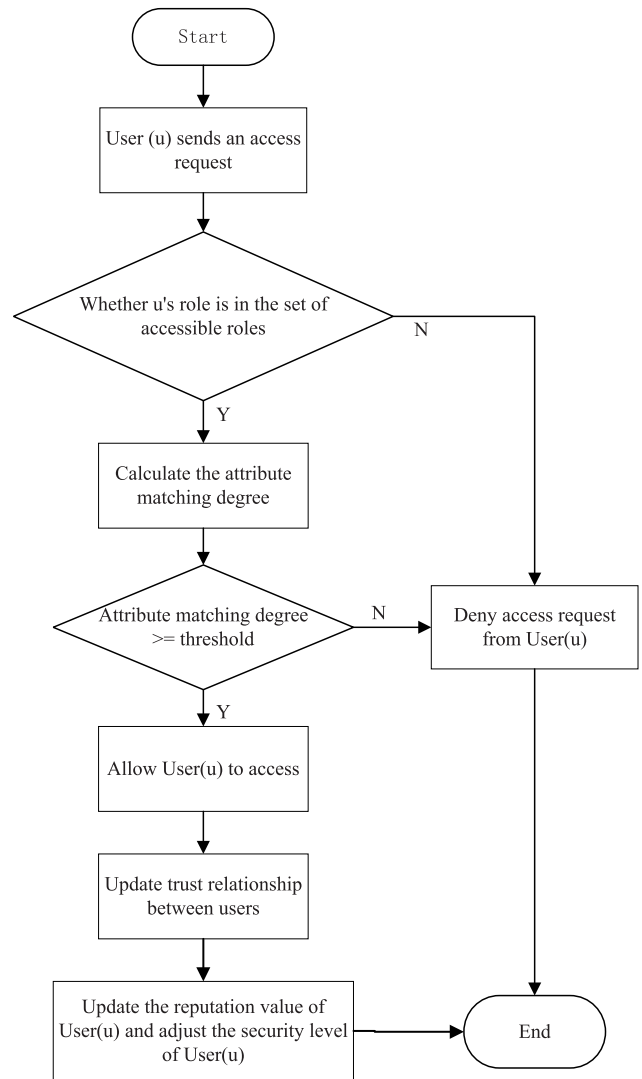 Start
User (u) sends an access
request
Whether u's role is in the set of
accessible roles
N
Y
Calculate the attribute
matching degree
Attribute matching degree
>= threshold
N
Deny access request
from User(u)
Y
Allow User(u) to access
Update trust relationship
between users
Update the reputation value of
User(u) and adjust the security level
of User(u)
End